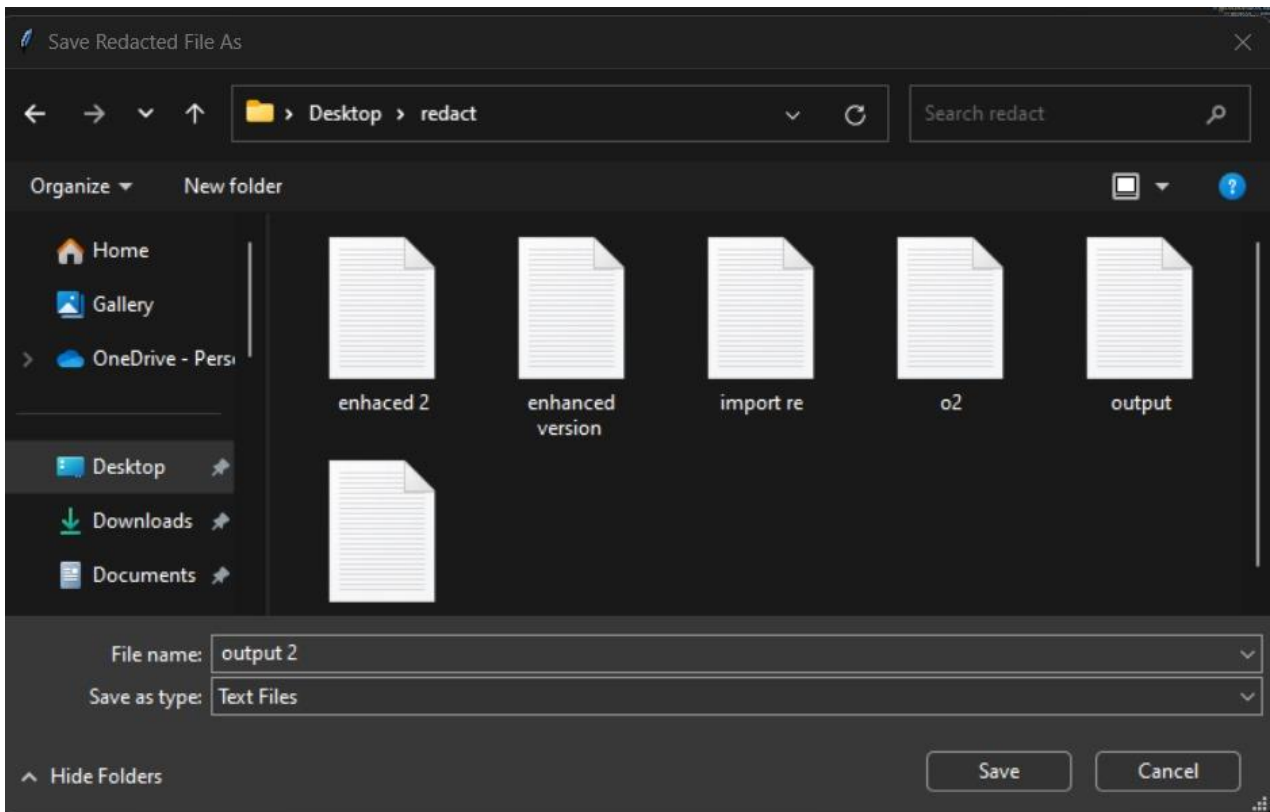 Save Redacted File As
Desktop > redact
Search redact
Organize
New folder
Home
Gallery
OneDrive - Pers
Desktop
Downloads
Documents
enhaced 2
enhanced
version
import re
o2
output
File name: output 2
Save as type: Text Files
Hide Folders
Save
Cancel